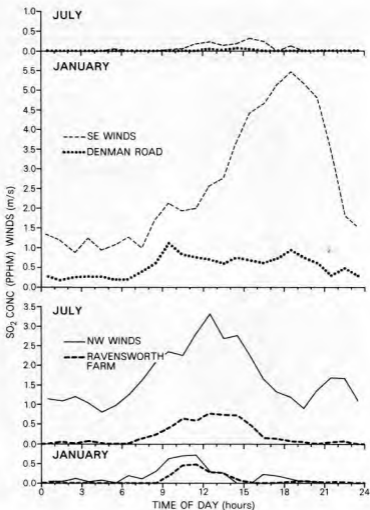 JULY
1.0
0.5
0.0
JANUARY
5.5
5.0
4.5
4.0
3.5
3.0
2.5
2.0
1.5
1.0
0.5
0.0
SE WINDS
DENMAN ROAD
SO₂ CONC (PPHM) WINDS (m/s)
JULY
3.5
3.0
2.5
2.0
1.5
1.0
0.5
0.0
NW WINDS
RAVENSWORTH
FARM
JANUARY
0.5
0.0
0 3 6 9 12 15 18 21 24
TIME OF DAY (hours)